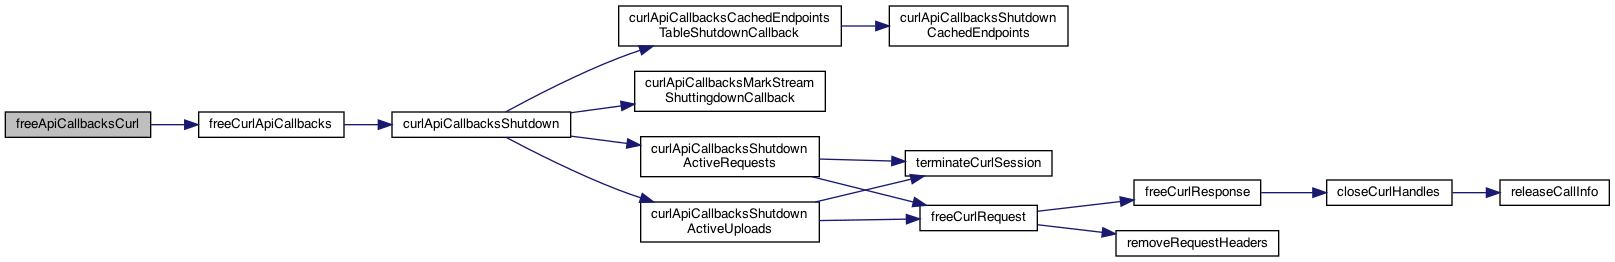 freeApiCallbacksCurl
freeCurlApiCallbacks
curlApiCallbacksShutdown
curlApiCallbacksCachedEndpoints
TableShutdownCallback
curlApiCallbacksShutdown
CachedEndpoints
curlApiCallbacksMarkStream
ShuttingdownCallback
curlApiCallbacksShutdown
ActiveRequests
curlApiCallbacksShutdown
ActiveUploads
terminateCurlSession
freeCurlRequest
freeCurlResponse
removeRequestHeaders
closeCurlHandles
releaseCallInfo